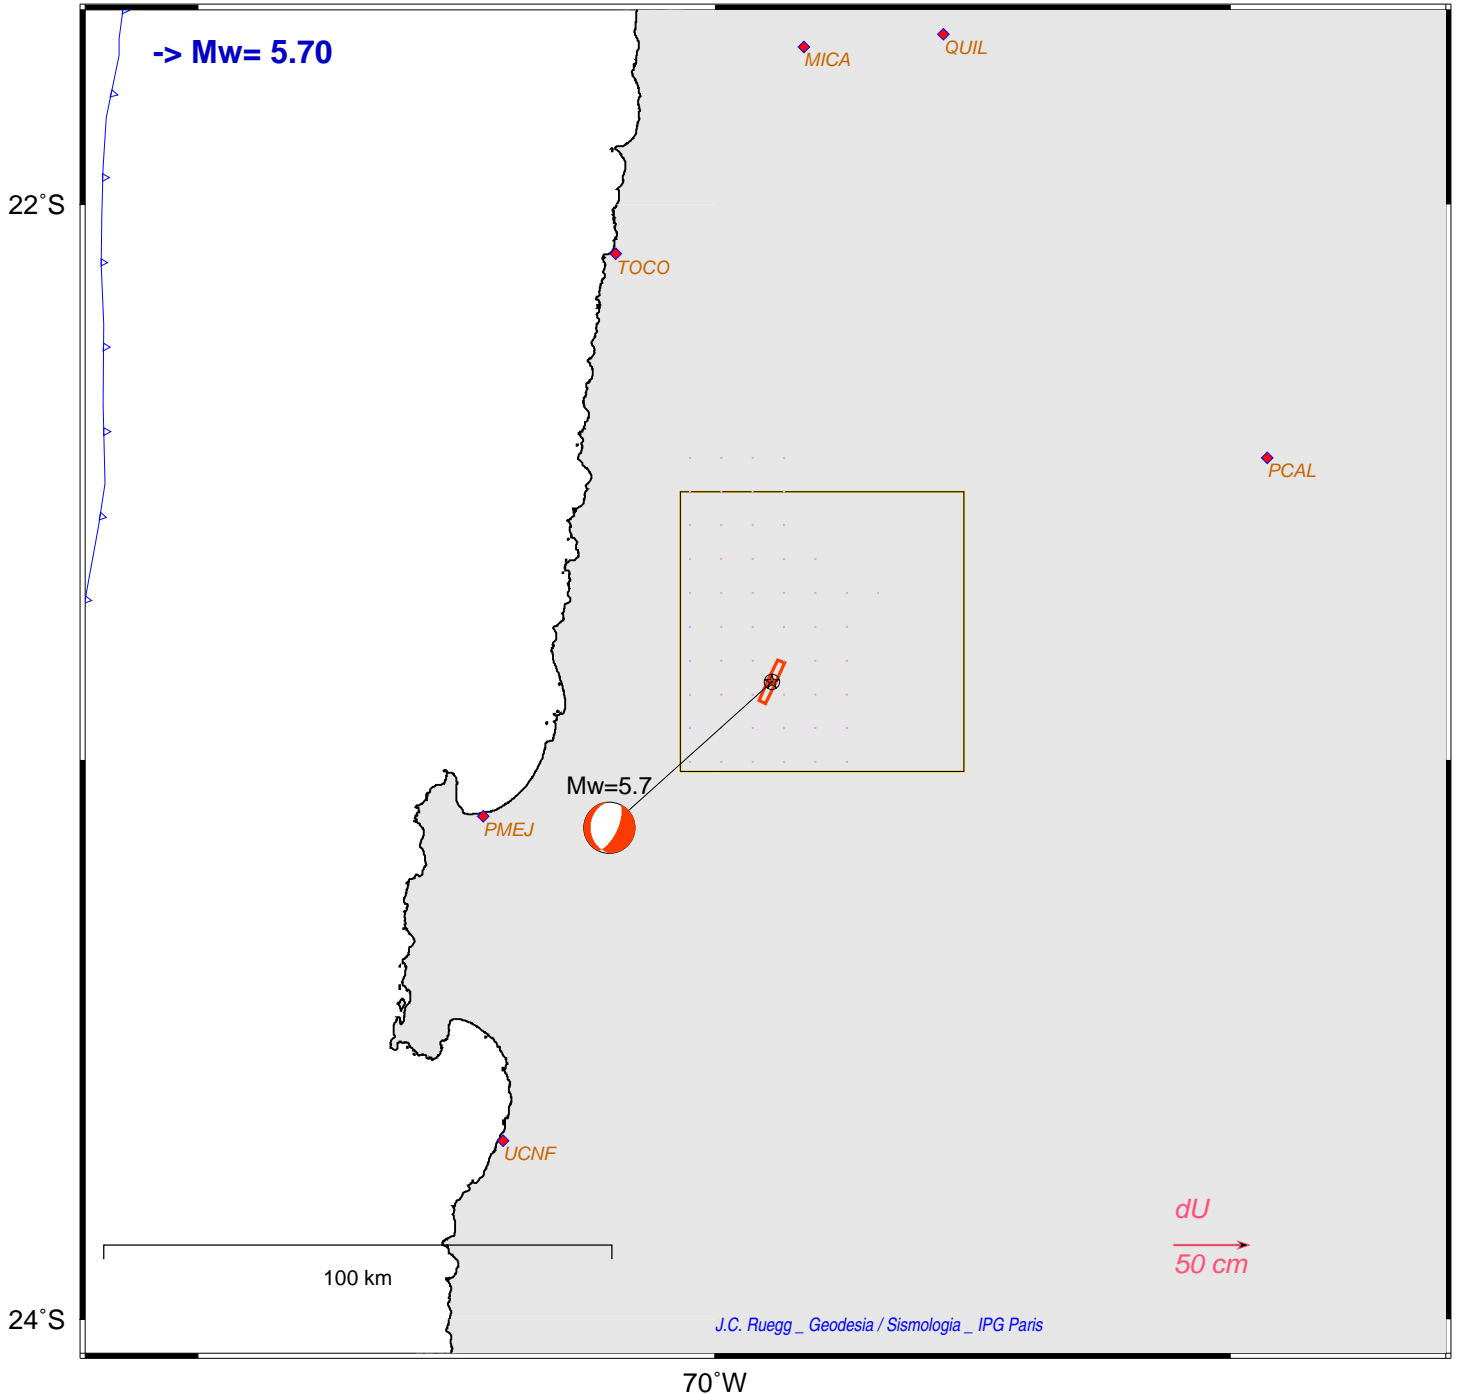 -> Mw= 5.70
MICA
QUIL
22°S
TOCO
PCAL
Mw=5.7
PMEJ
UCNF
dU
50 cm
100 km
24°S
J.C. Ruegg _ Geodesia / Sismologia _ IPG Paris
70°W